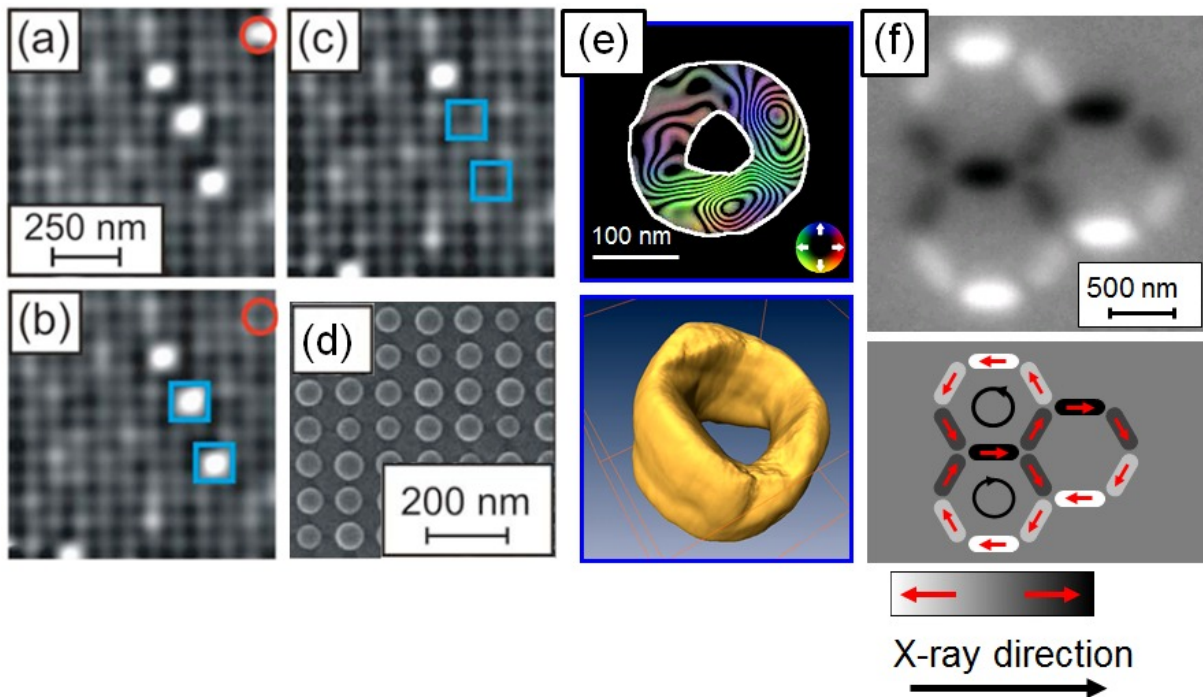 (a)
250 nm
(c)
(b)
(d)
200 nm
(e)
100 nm
(f)
500 nm
X-ray direction